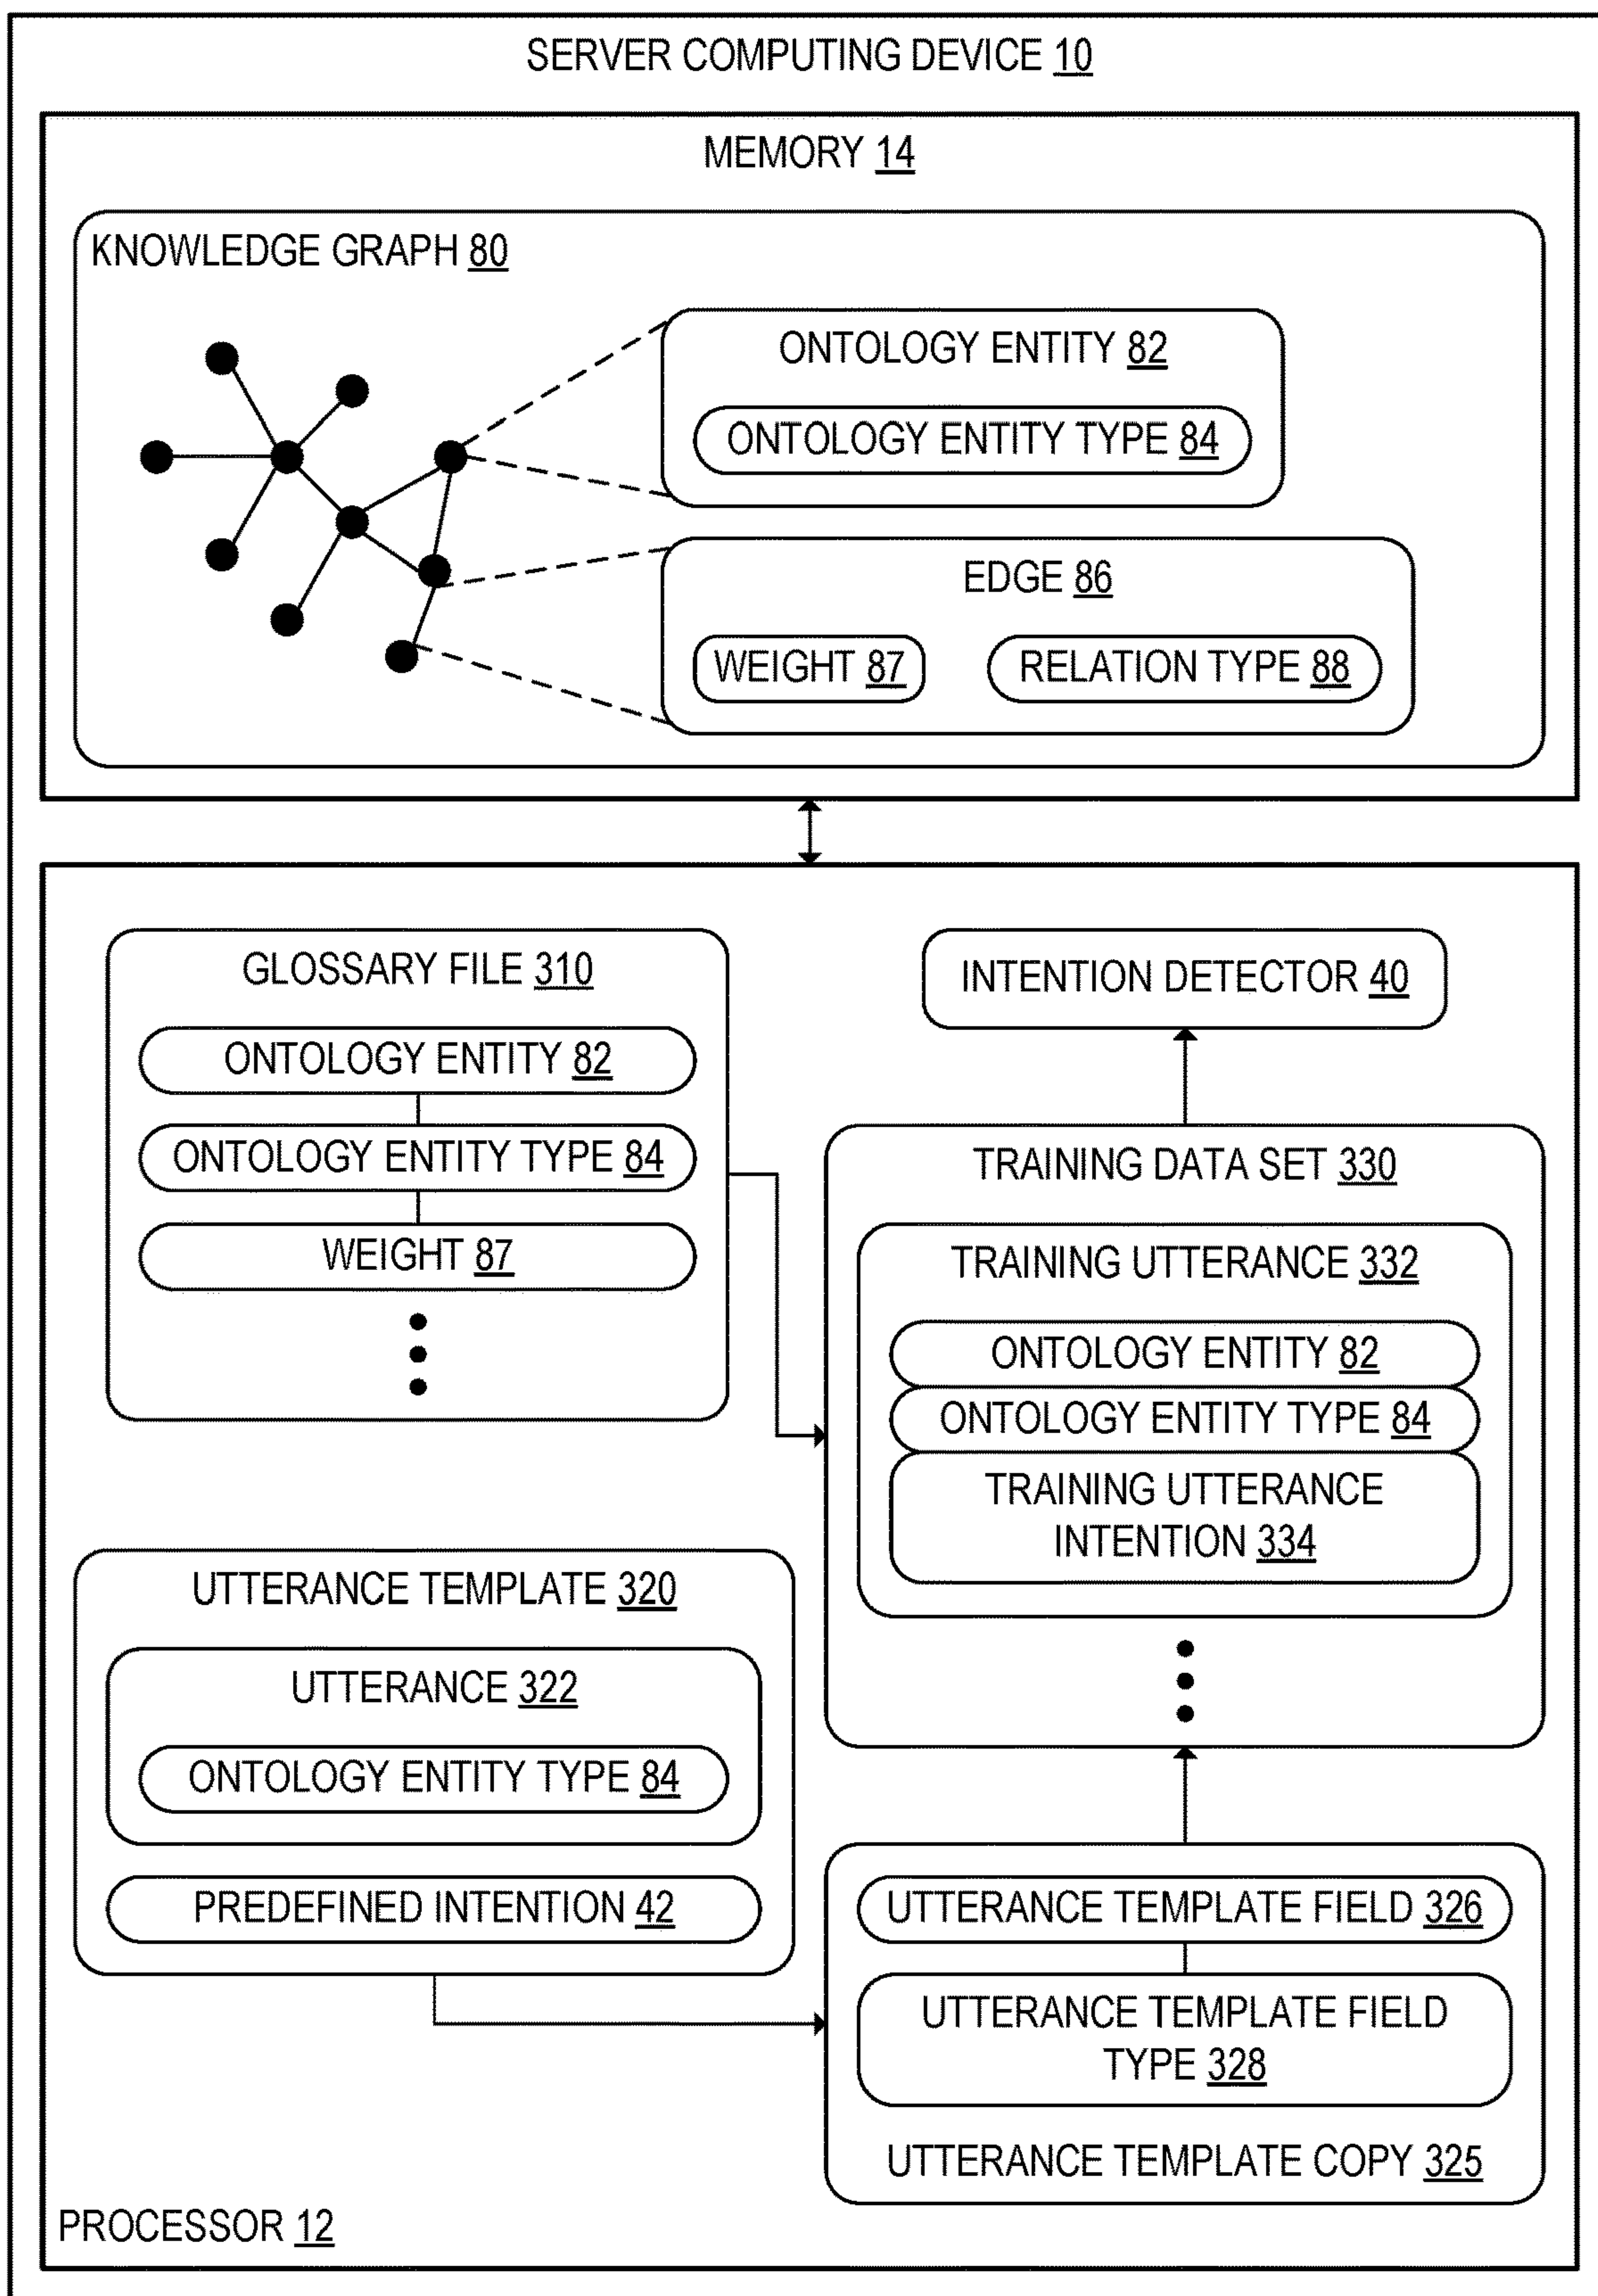 SERVER COMPUTING DEVICE 10
MEMORY 14
KNOWLEDGE GRAPH 80
ONTOLOGY ENTITY 82
ONTOLOGY ENTITY TYPE 84
EDGE 86
WEIGHT 87
RELATION TYPE 88
GLOSSARY FILE 310
ONTOLOGY ENTITY 82
ONTOLOGY ENTITY TYPE 84
WEIGHT 87
INTENTION DETECTOR 40
TRAINING DATA SET 330
TRAINING UTTERANCE 332
ONTOLOGY ENTITY 82
ONTOLOGY ENTITY TYPE 84
TRAINING UTTERANCE
INTENTION 334
UTTERANCE TEMPLATE 320
UTTERANCE 322
ONTOLOGY ENTITY TYPE 84
PREDEFINED INTENTION 42
UTTERANCE TEMPLATE FIELD 326
UTTERANCE TEMPLATE FIELD
TYPE 328
UTTERANCE TEMPLATE COPY 325
PROCESSOR 12